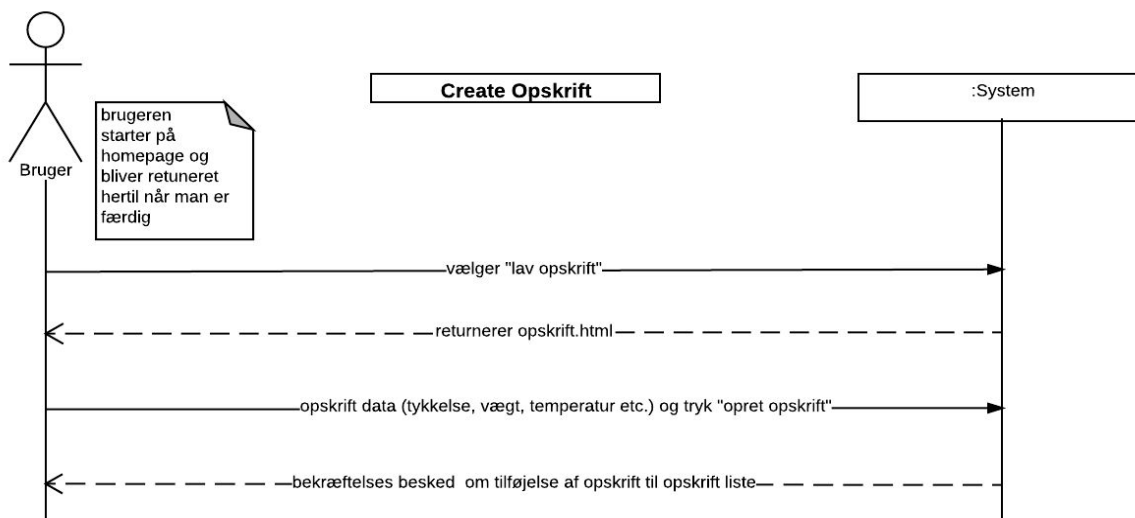 Create Opskrift
:System
brugeren
starter på
homepage og
bliver retuneret
hertil når man er
færdig
Bruger
vælger "lav opskrift"
returnerer opskrift.html
opskrift data (tykkelse, vægt, temperatur etc.) og tryk "opret opskrift"
bekræftelses besked om tilføjelse af opskrift til opskrift liste